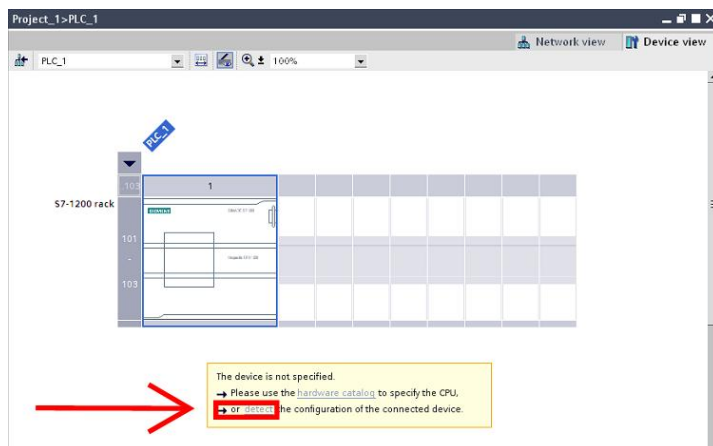 Project_1>PLC_1
Network view
Device view
PLC_1
100%
PLC_1
103
1
S7-1200 rack
SIEMENS
101
-
103
The device is not specified.
Please use the hardware catalog to specify the CPU,
or detect the configuration of the connected device.